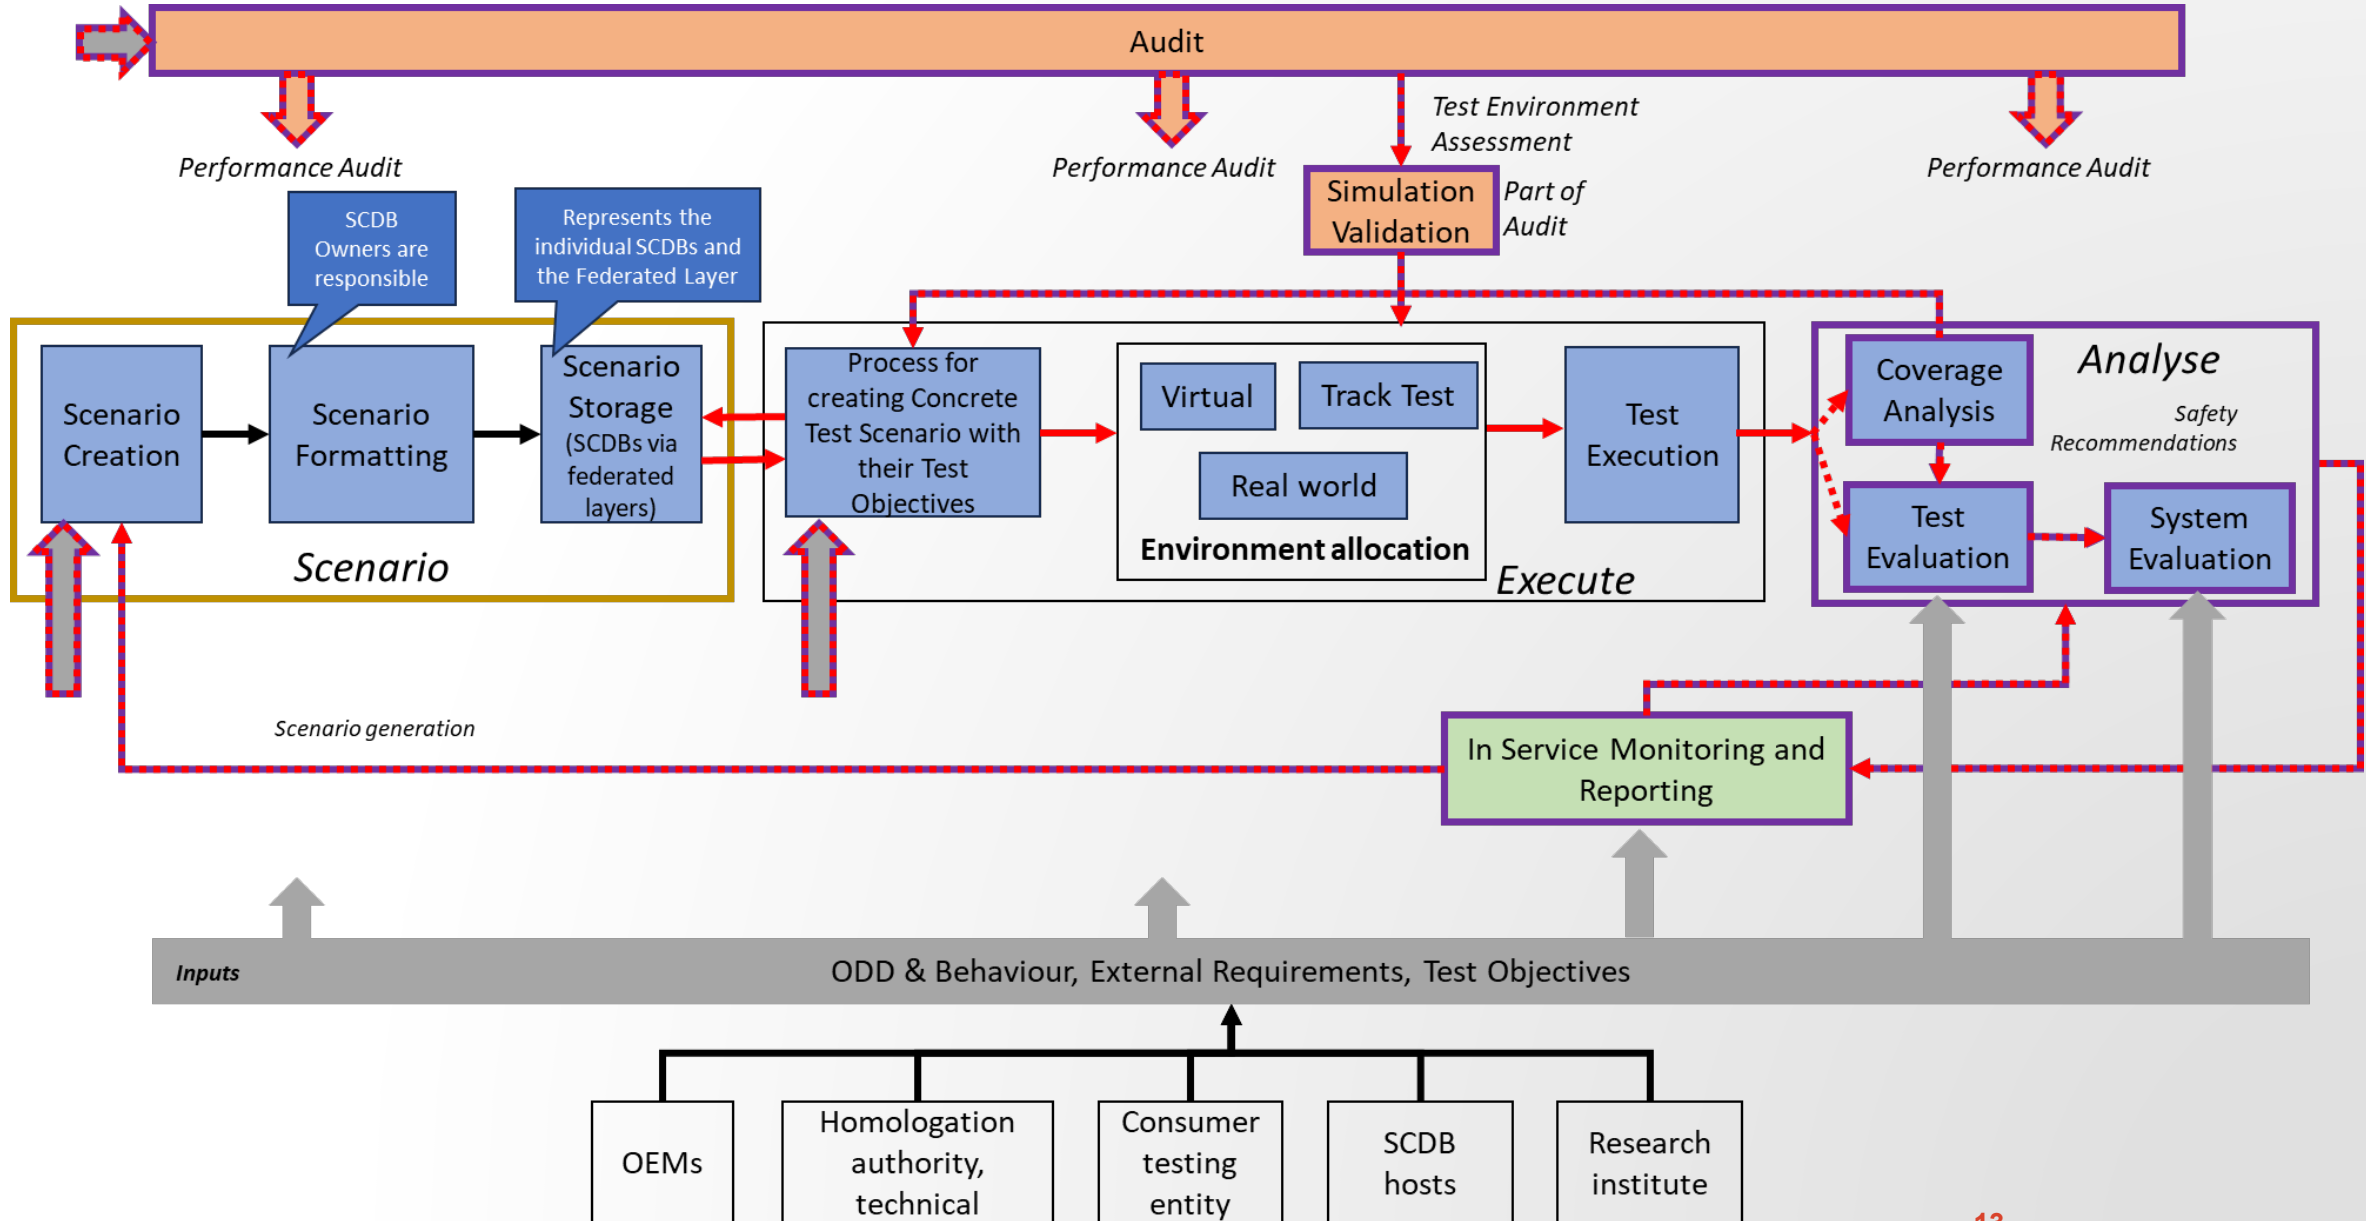 Audit
Test Environment
Assessment
Performance Audit
Performance Audit
Performance Audit
Simulation
Validation
Part of
Audit
SCDB
Owners are
responsible
Represents the
individual SCDBs and
the Federated Layer
Scenario
Creation
Scenario
Formatting
Scenario
Storage
(SCDBs via
federated
layers)
Scenario
Process for
creating Concrete
Test Scenario with
their Test
Objectives
Virtual
Track Test
Real world
Environment allocation
Test
Execution
Execute
Coverage
Analysis
Analyse
Safety
Recommendations
Test
Evaluation
System
Evaluation
Scenario generation
In Service Monitoring and
Reporting
Inputs
ODD & Behaviour, External Requirements, Test Objectives
OEMs
Homologation
authority,
technical
Consumer
testing
entity
SCDB
hosts
Research
institute